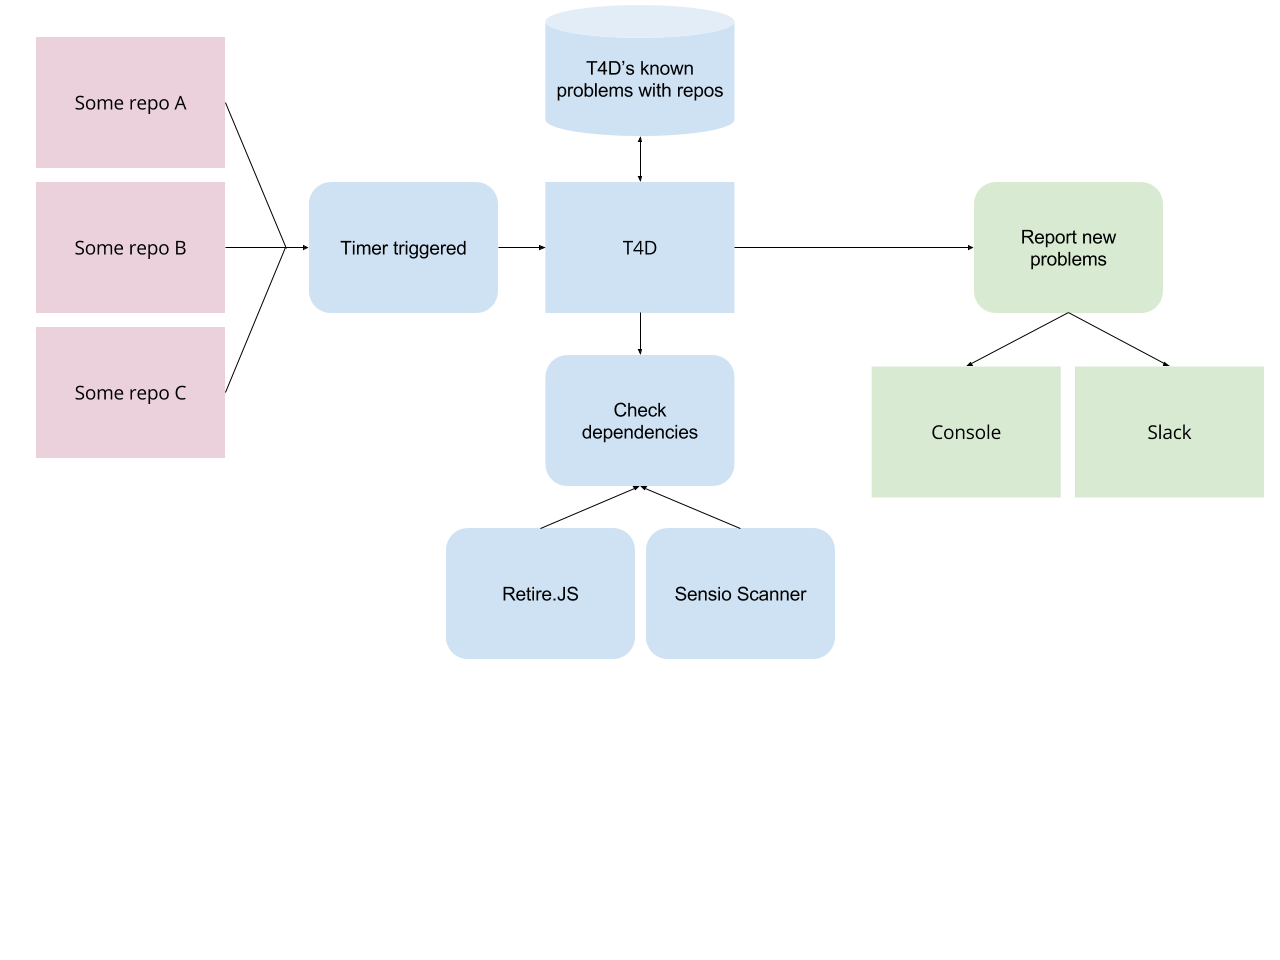 T4D's known
problems with repos
Some repo A
Some repo B
Timer triggered
T4D
Report new
problems
Some repo C
Check
dependencies
Console
Slack
Retire.JS
Sensio Scanner